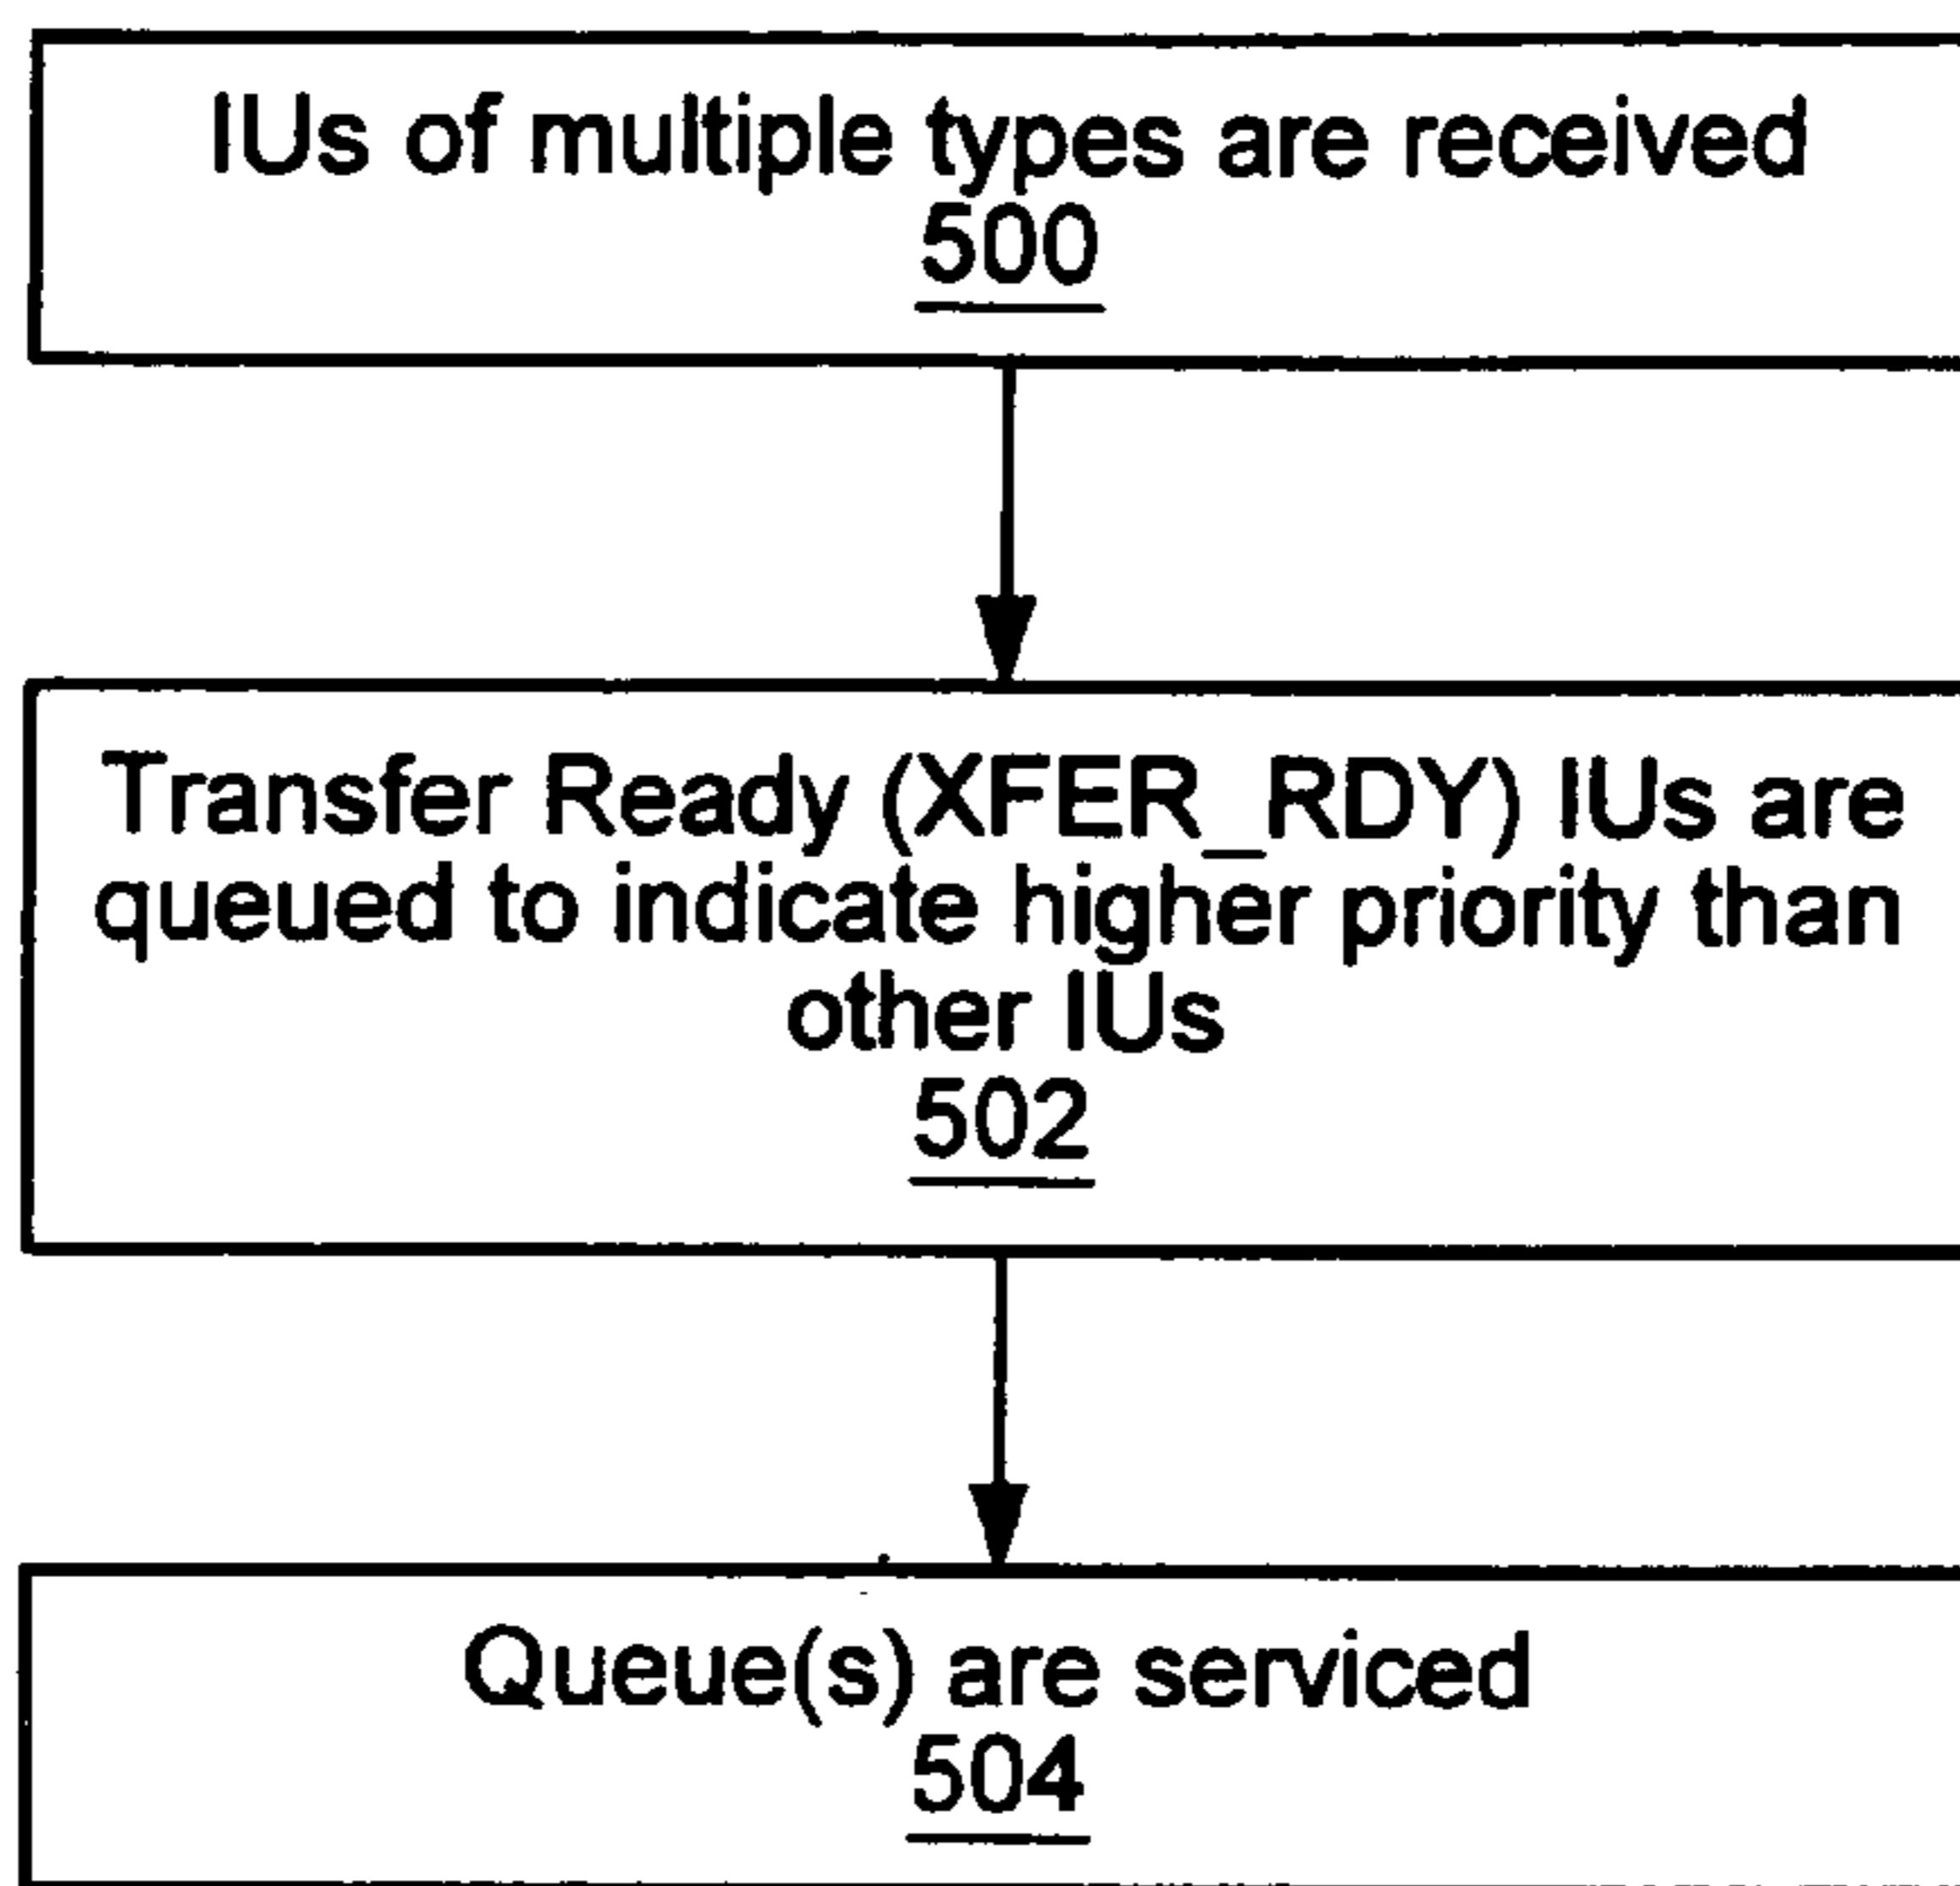 IUs of multiple types are received
500
Transfer Ready (XFER_RDY) IUs are
queued to indicate higher priority than
other IUs
502
Queue(s) are serviced
504